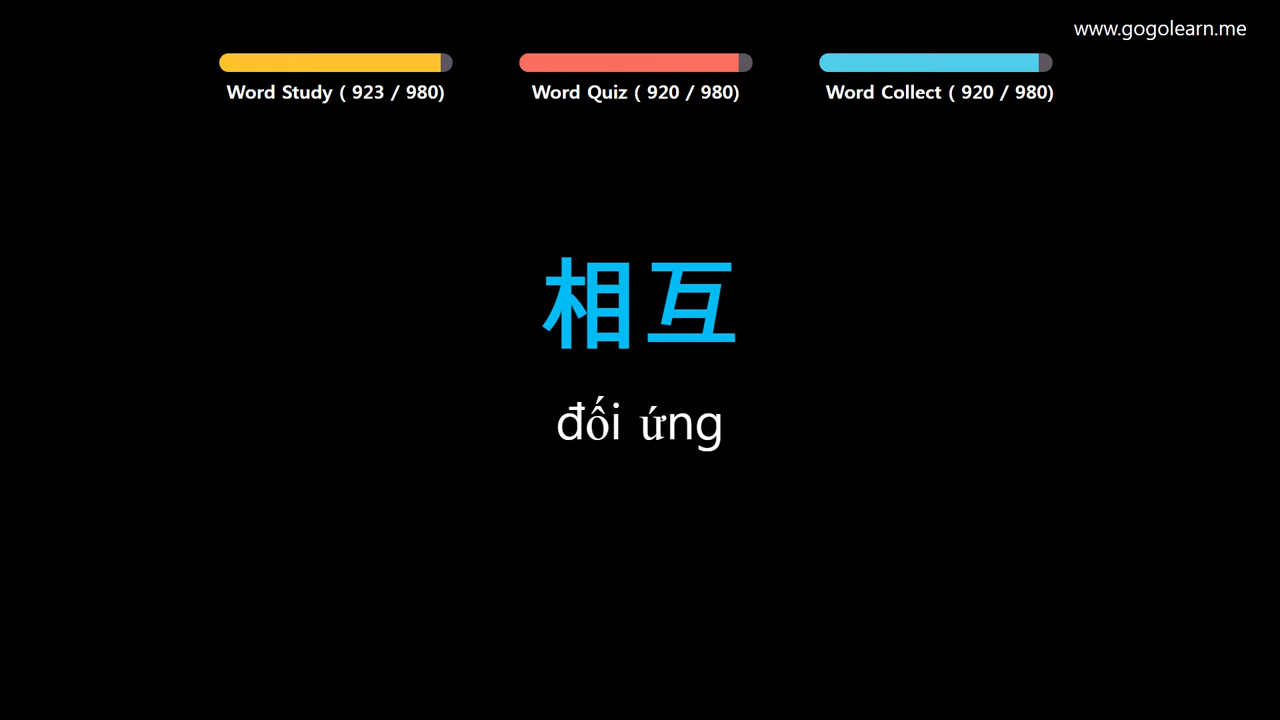 www.gogolearn.me
Word Study ( 923 / 980)
Word Quiz ( 920 / 980)
Word Collect ( 920 / 980)
相互
đối ứng